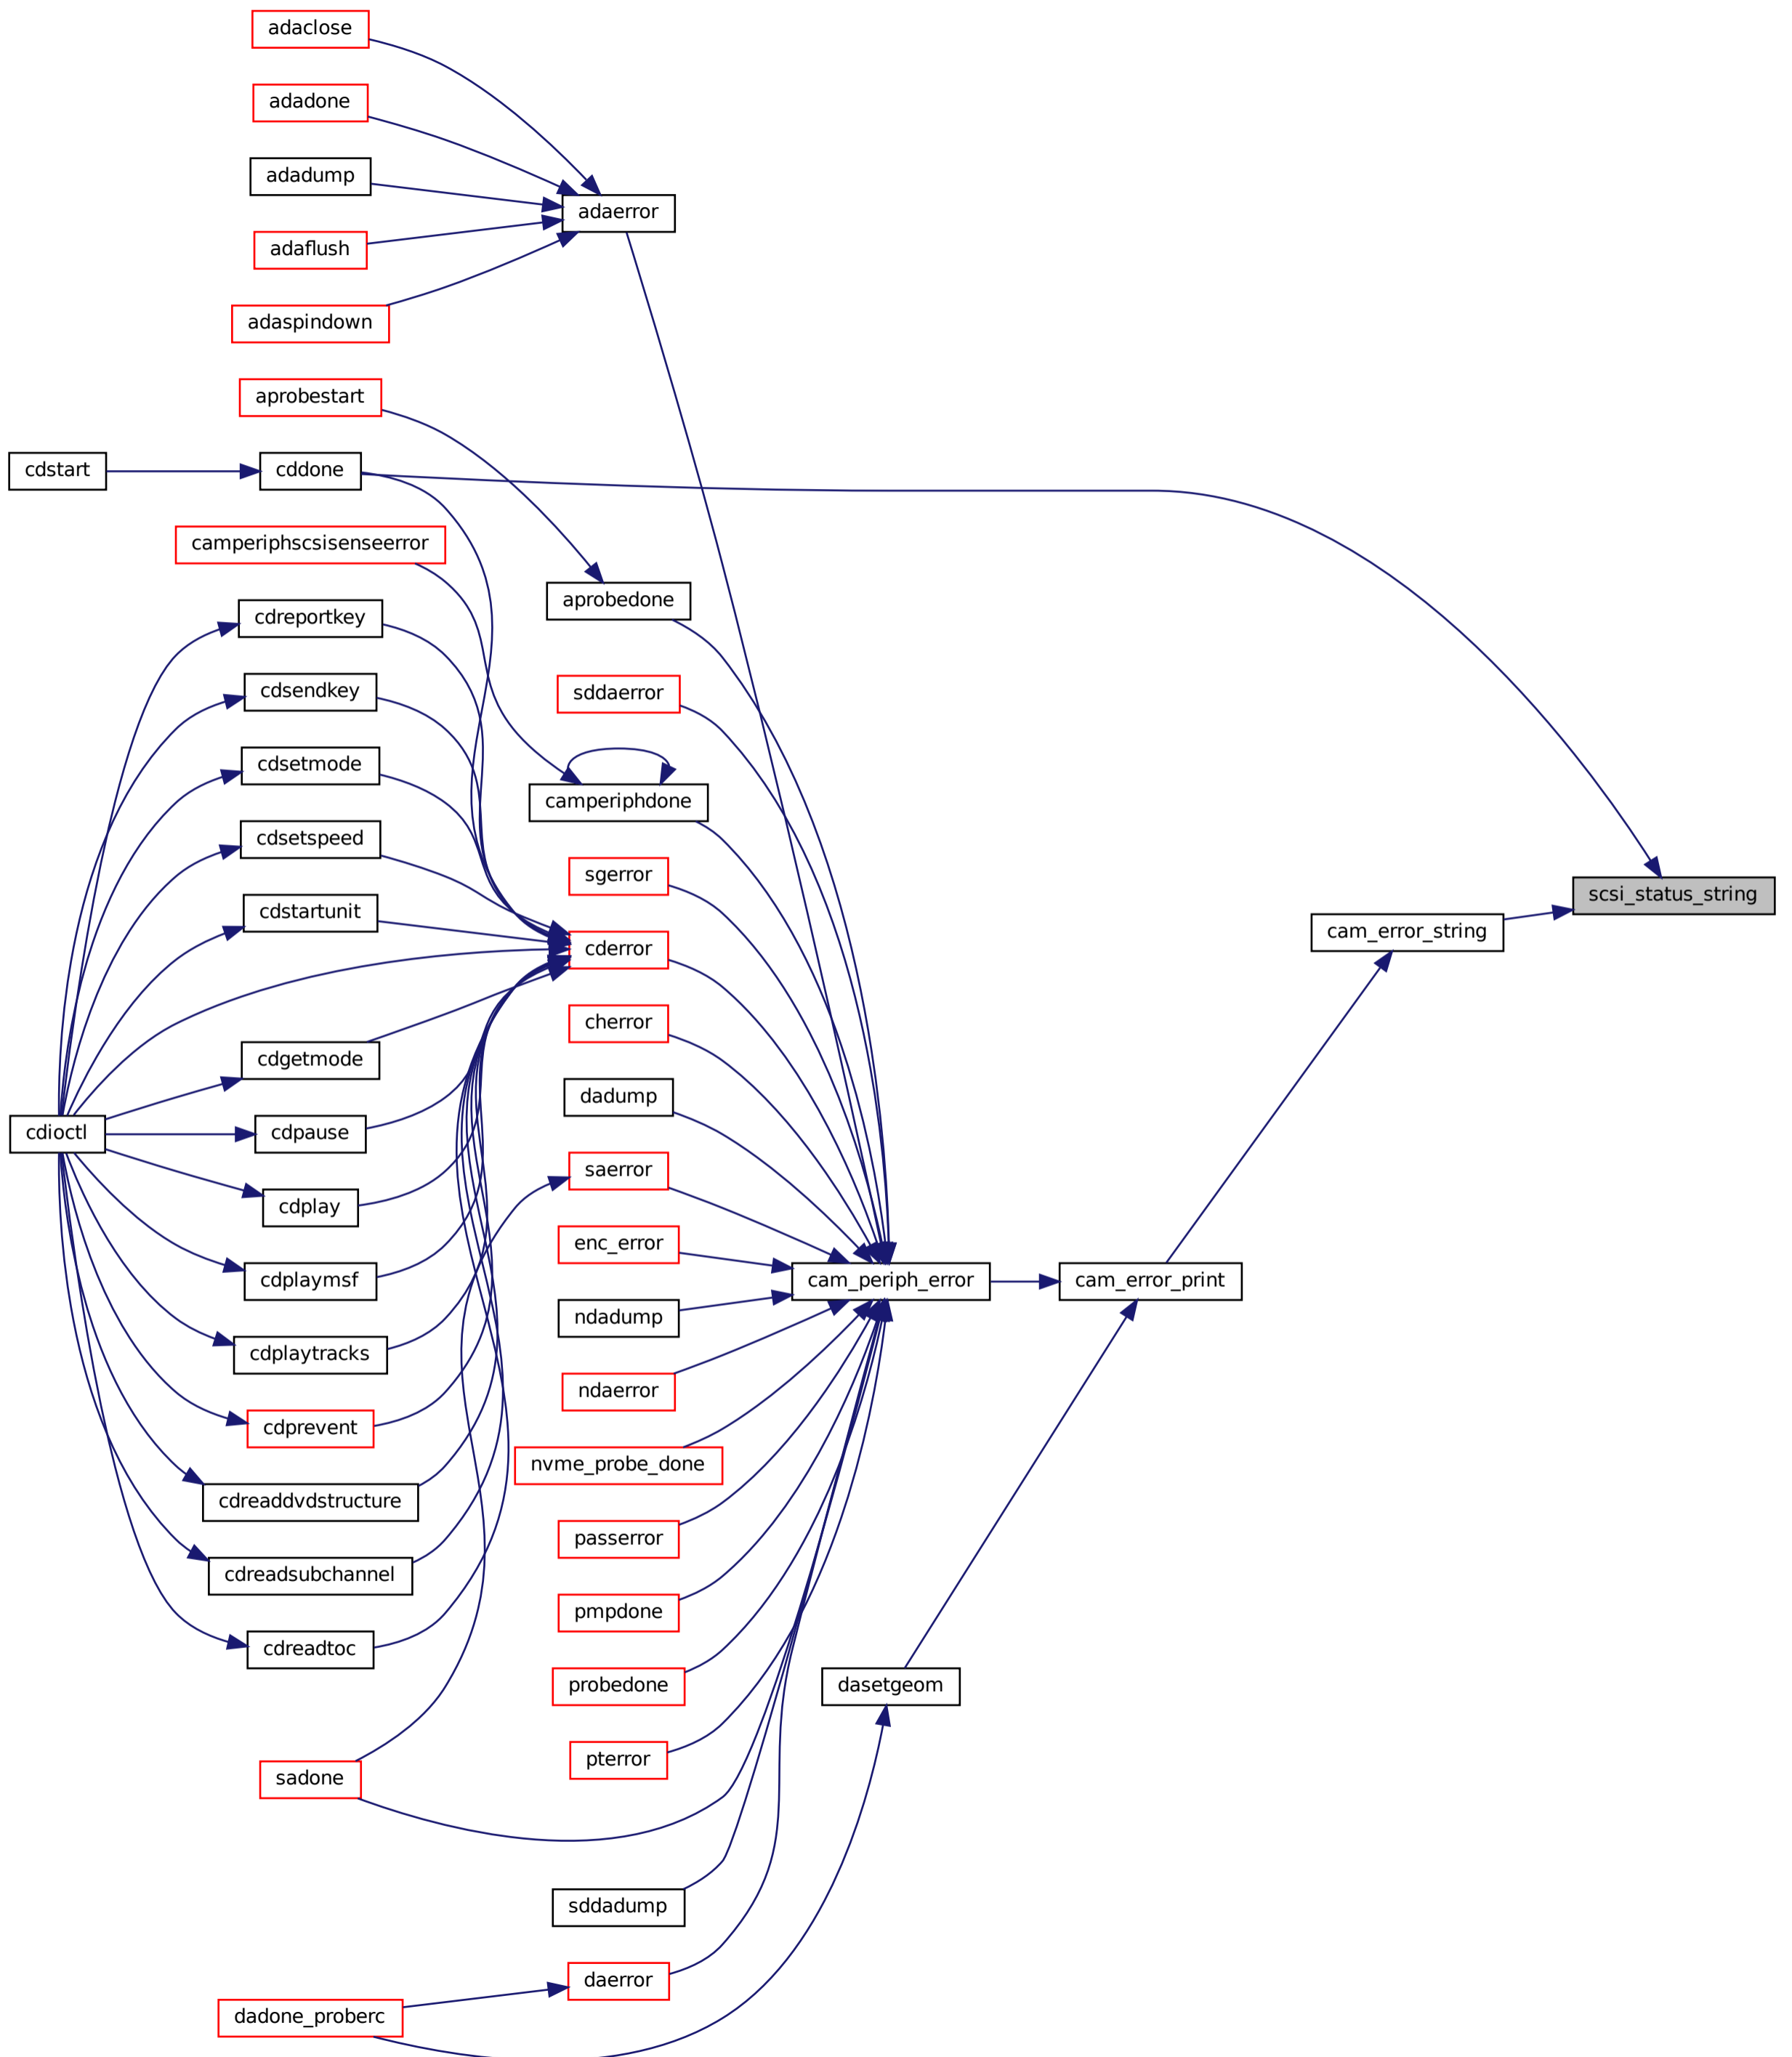 adaclose
adadone
adadump
adaerror
adaflush
adaspindown
aprobestart
cdstart
cddone
camperiphscsisenseerror
aprobedone
cdreportkey
cdsendkey
sddaerror
cdsetmode
camperiphdone
cdsetspeed
sgerror
scsi_status_string
cdstartunit
cam_error_string
cderror
cherror
cdgetmode
dadump
cdioctl
cdpause
saerror
cdplay
enc_error
cdplaymsf
cam_periph_error
cam_error_print
ndadump
cdplaytracks
ndaerror
cdprevent
nvme_probe_done
cdreaddvdstructure
passerror
cdreadsubchannel
pmpdone
cdreadtoc
probedone
dasetgeom
pterror
sadone
sddadump
daerror
dadone_proberc